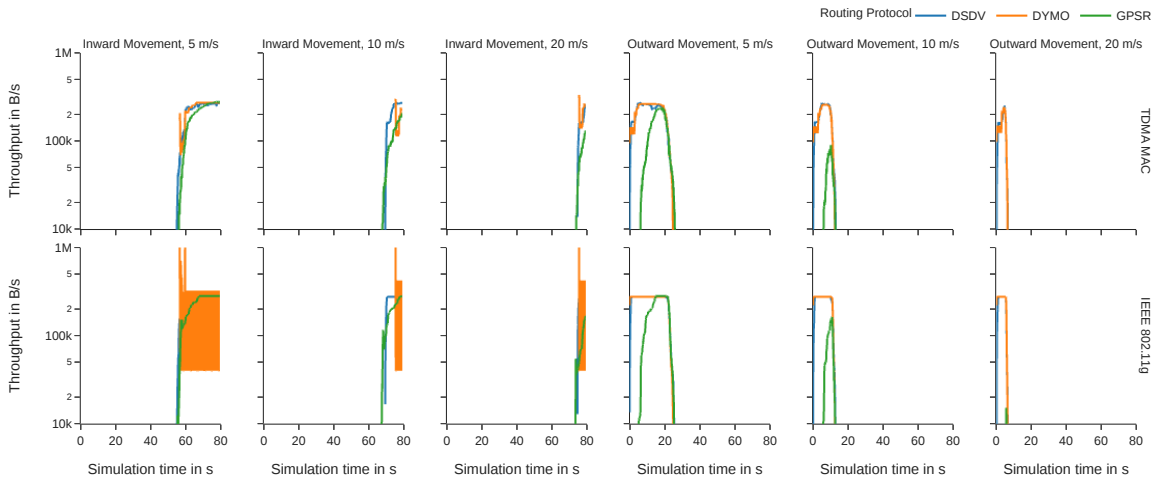 Routing Protocol DSDV DYMO GPSR
Inward Movement, 5 m/s Inward Movement, 10 m/s Inward Movement, 20 m/s Outward Movement, 5 m/s Outward Movement, 10 m/s Outward Movement, 20 m/s
Throughput in B/s
1M
5
2
100k
5
2
10k
TDMA MAC
Throughput in B/s
1M
5
2
100k
5
2
10k
IEEE 802.11g
0 20 40 60 80 0 20 40 60 80 0 20 40 60 80 0 20 40 60 80 0 20 40 60 80 0 20 40 60 80
Simulation time in s Simulation time in s Simulation time in s Simulation time in s Simulation time in s Simulation time in s